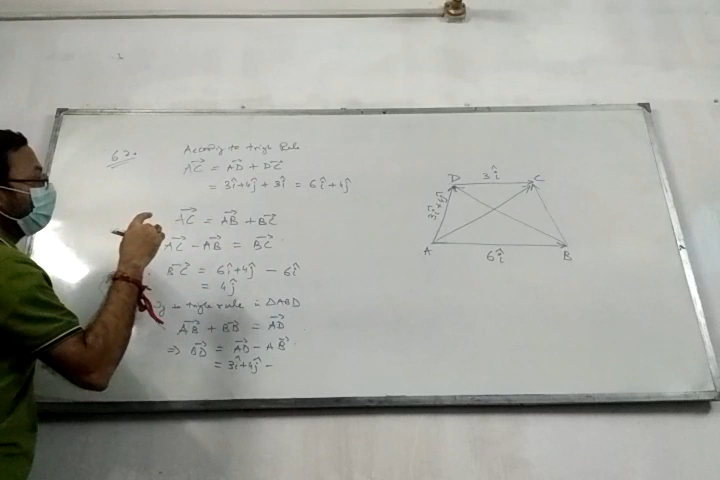 62.
According to triangle Rule
AC⃗ = AD⃗ + DC⃗
= 3î+4ĵ + 3î = 6î+4ĵ
AC⃗ = AB⃗ + BC⃗
AC⃗ - AB⃗ = BC⃗
BC⃗ = 6î+4ĵ - 6î
= 4ĵ
to triangle rule in △ABD
AB⃗ + BD⃗ = AD⃗
⇒ BD⃗ = AD⃗ - AB⃗
= 3î+4ĵ -
D 3î C
3î+4ĵ
A 6î B